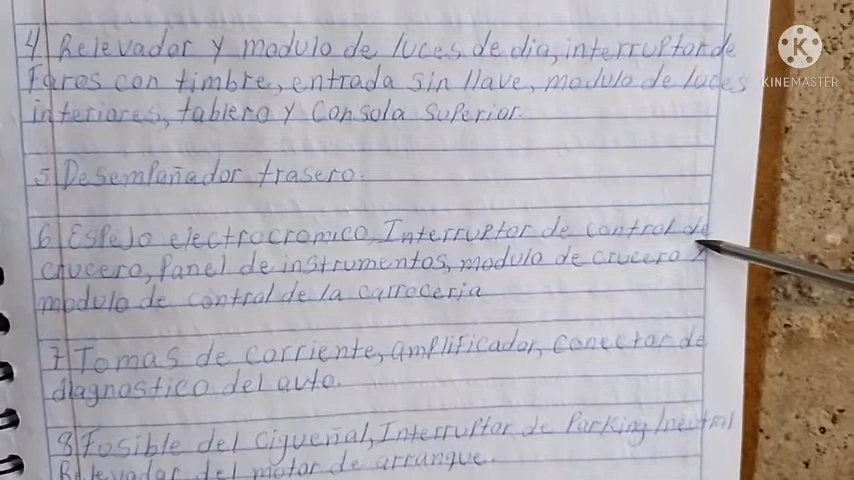 4 Relevador y modulo de luces de dia, interruptor de
Faros con timbre, entrada sin llave, modulo de luces
interiores, tablero y Consola Superior.
5 Desempañador trasero.
6 Espejo electrocromico, Interruptor de control de
crucero, Panel de instrumentos, modulo de crucero y
modulo de control de la carroceria
7 Tomas de corriente, amplificador, conector de
diagnostico del auto.
8 Fusible del Cigueñal, Interruptor de Parking/neutral
Relevador del motor de arranque.
KINEMASTER